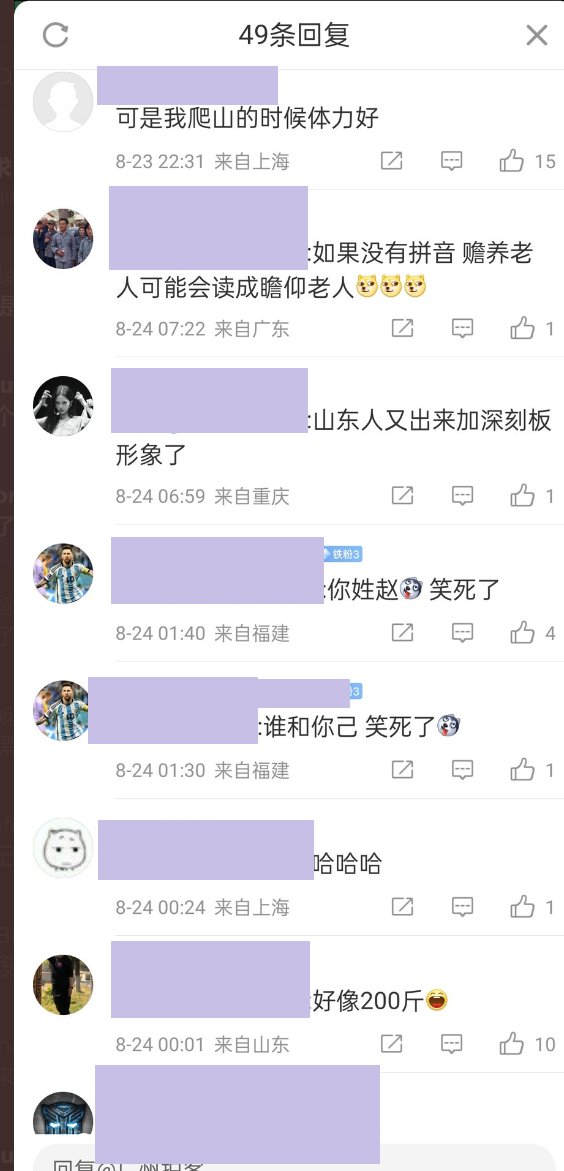 49条回复
可是我爬山的时候体力好
8-23 22:31 来自上海
15
:如果没有拼音 赡养老
人可能会读成瞻仰老人
8-24 07:22 来自广东
1
:山东人又出来加深刻板
形象了
8-24 06:59 来自重庆
1
铁粉3
:你姓赵 笑死了
8-24 01:40 来自福建
4
3
:谁和你己 笑死了
8-24 01:30 来自福建
1
哈哈哈
8-24 00:24 来自上海
1
:好像200斤
8-24 00:01 来自山东
10
回复@